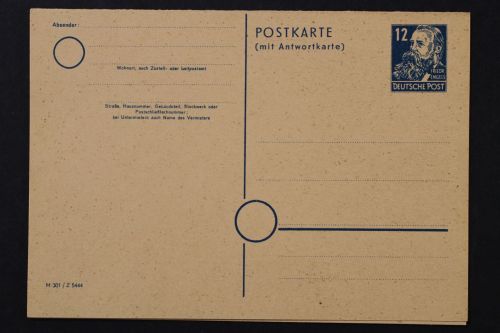 Absender:
Wohnort, auch Zustell- oder Leitpostamt
Straße, Hausnummer, Gebäudeteil, Stockwerk oder
Postschließfachnummer;
bei Untermietern auch Name des Vermieters
M 301 / Z 5444
POSTKARTE
(mit Antwortkarte)
12
FRIEDR
ENGELS
DEUTSCHE POST